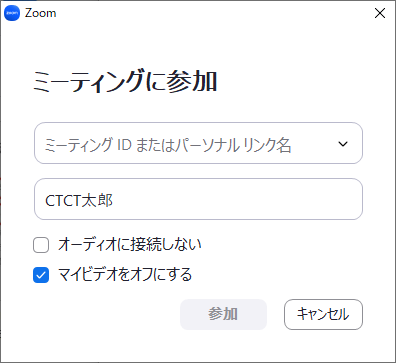 Zoom
ミーティングに参加
ミーティング ID またはパーソナル リンク名
CTCT太郎
オーディオに接続しない
マイビデオをオフにする
参加 キャンセル